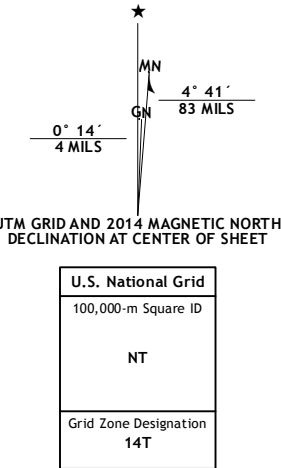 ★
MN
4° 41´
GN
83 MILS
0° 14´
4 MILS
UTM GRID AND 2014 MAGNETIC NORTH
DECLINATION AT CENTER OF SHEET
U.S. National Grid
100,000-m Square ID
NT
Grid Zone Designation
14T